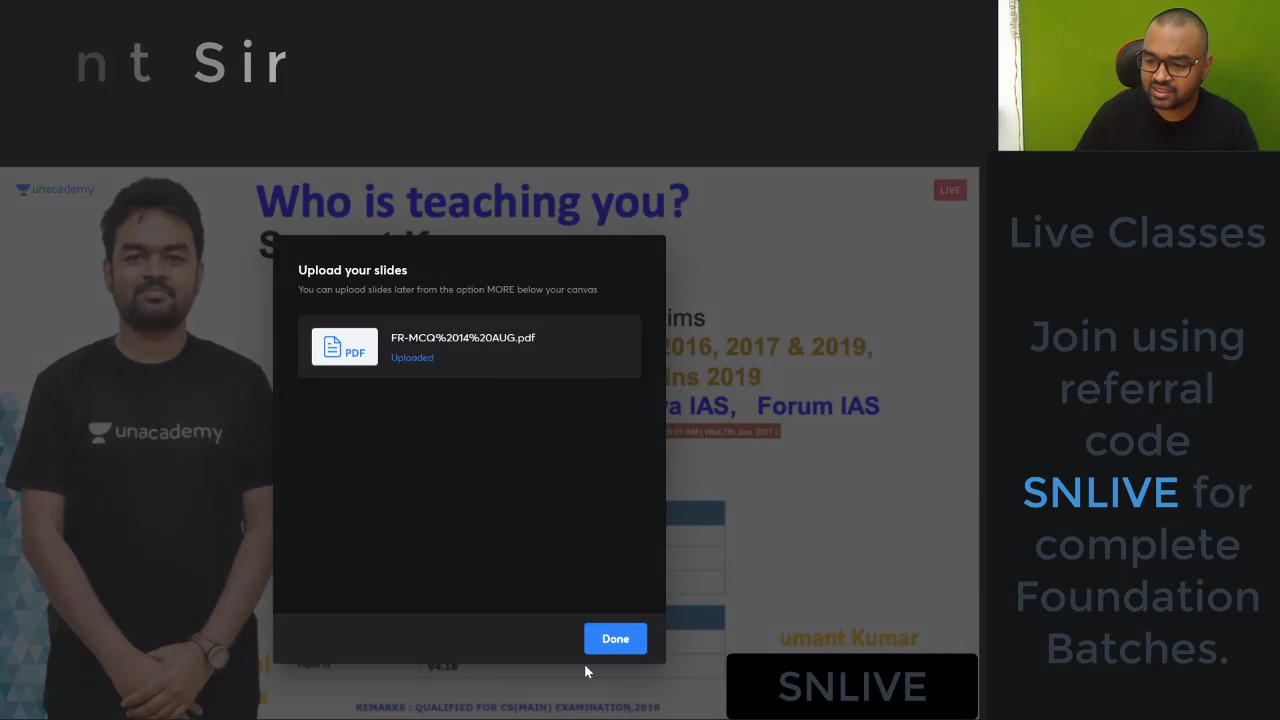 nt Sir
unacademy
Who is teaching you?
LIVE
Upload your slides
You can upload slides later from the option MORE below your canvas
PDF
FR-MCQ%2014%20AUG.pdf
Uploaded
2016, 2017 & 2019,
2019
IAS, Forum IAS
unacademy
Done
umant Kumar
94.18
REMARKS : QUALIFIED FOR CS(MAIN) EXAMINATION,2016
SNLIVE
Live Classes
Join using
referral
code
SNLIVE for
complete
Foundation
Batches.